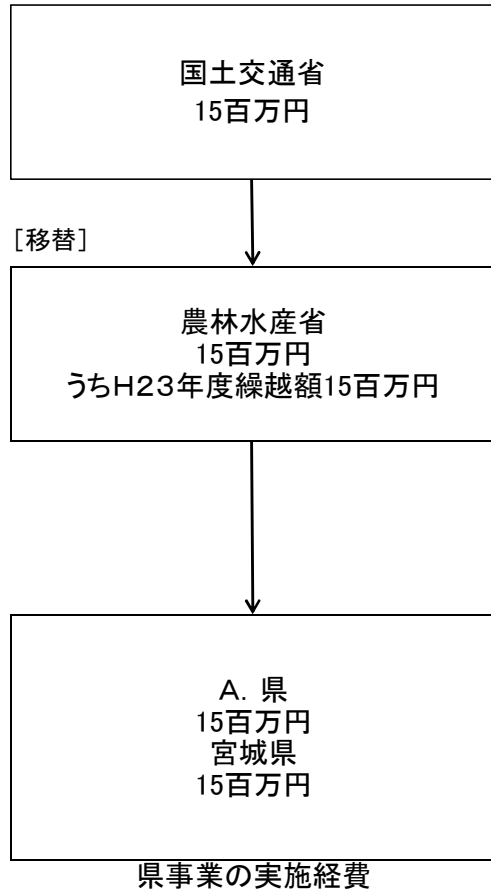 国土交通省
15百万円
［移替］
農林水産省
15百万円
うちＨ２３年度繰越額15百万円
Ａ．県
15百万円
宮城県
15百万円
県事業の実施経費